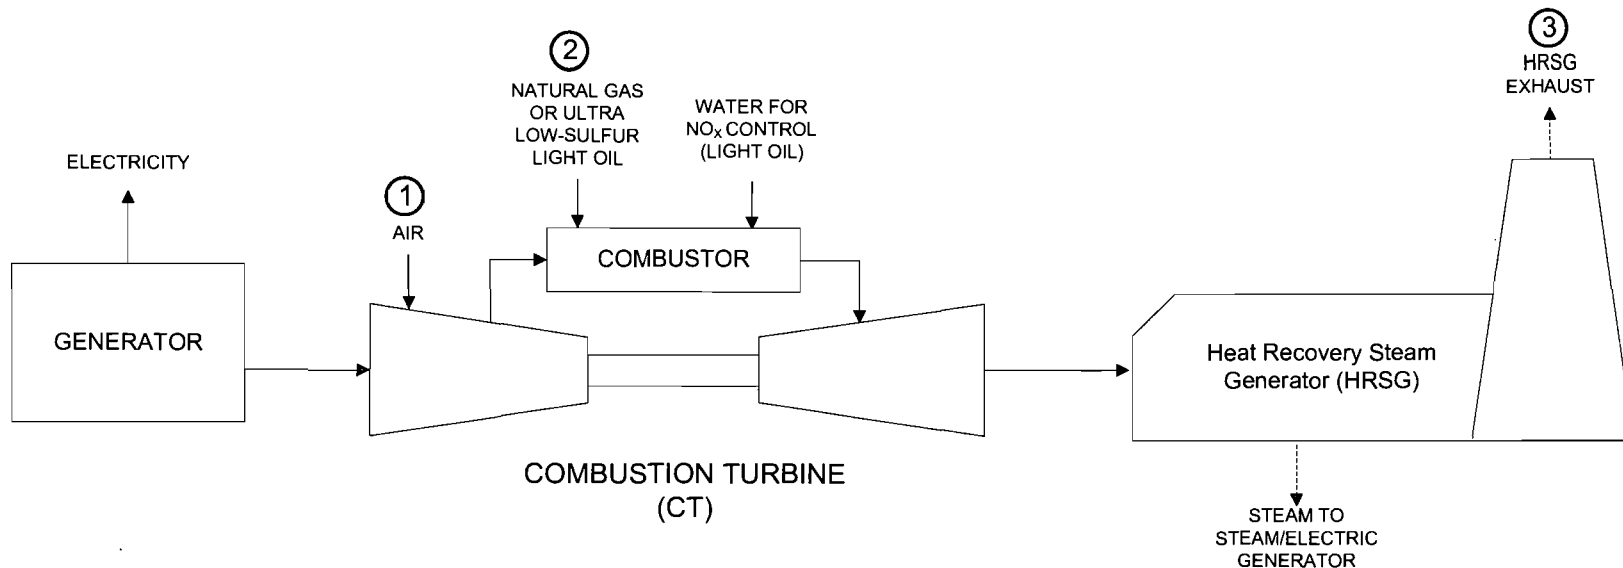 3
HRSG
EXHAUST
2
NATURAL GAS
OR ULTRA
LOW-SULFUR
LIGHT OIL
WATER FOR
NOx CONTROL
(LIGHT OIL)
ELECTRICITY
1
AIR
COMBUSTOR
GENERATOR
Heat Recovery Steam
Generator (HRSG)
COMBUSTION TURBINE
(CT)
STEAM TO
STEAM/ELECTRIC
GENERATOR